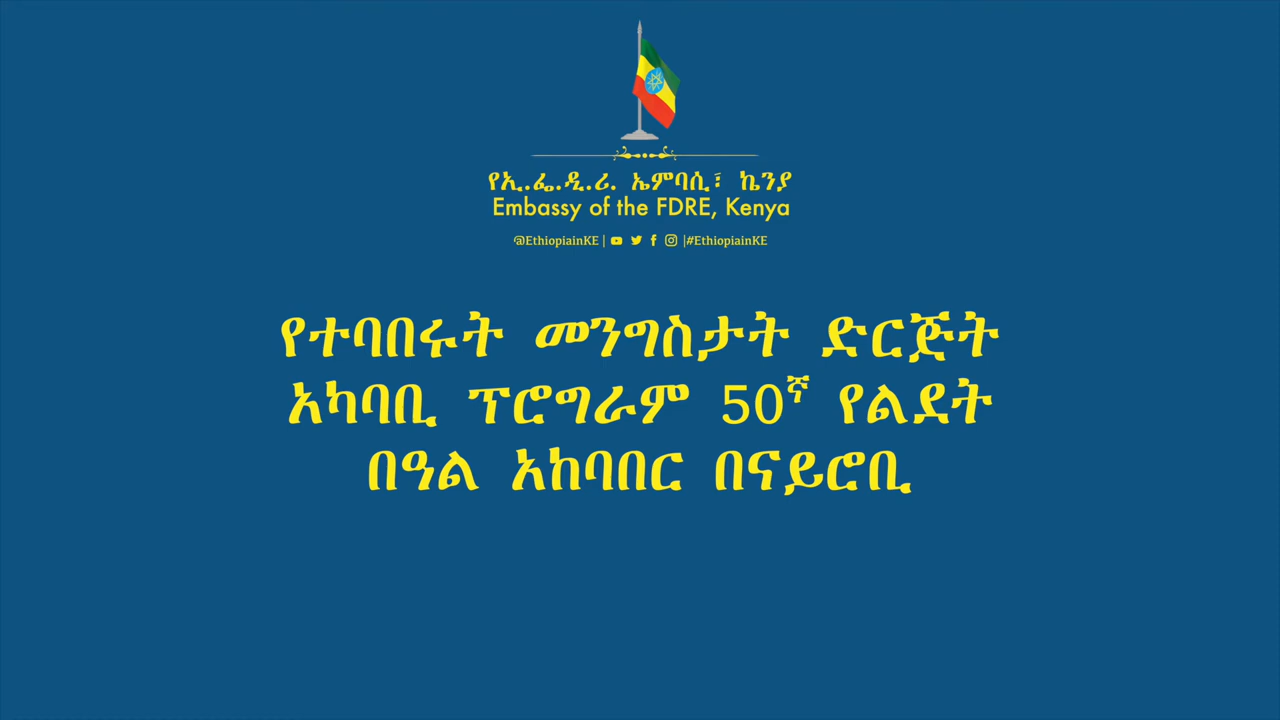 የኢ.ፌ.ዲ.ሪ. ኤምባሲ፣ ኬንያ
Embassy of the FDRE, Kenya
@EthiopiainKE | |#EthiopiainKE
የተባበሩት መንግስታት ድርጅት
አካባቢ ፕሮግራም 50ኛ የልደት
በዓል አከባበር በናይሮቢ